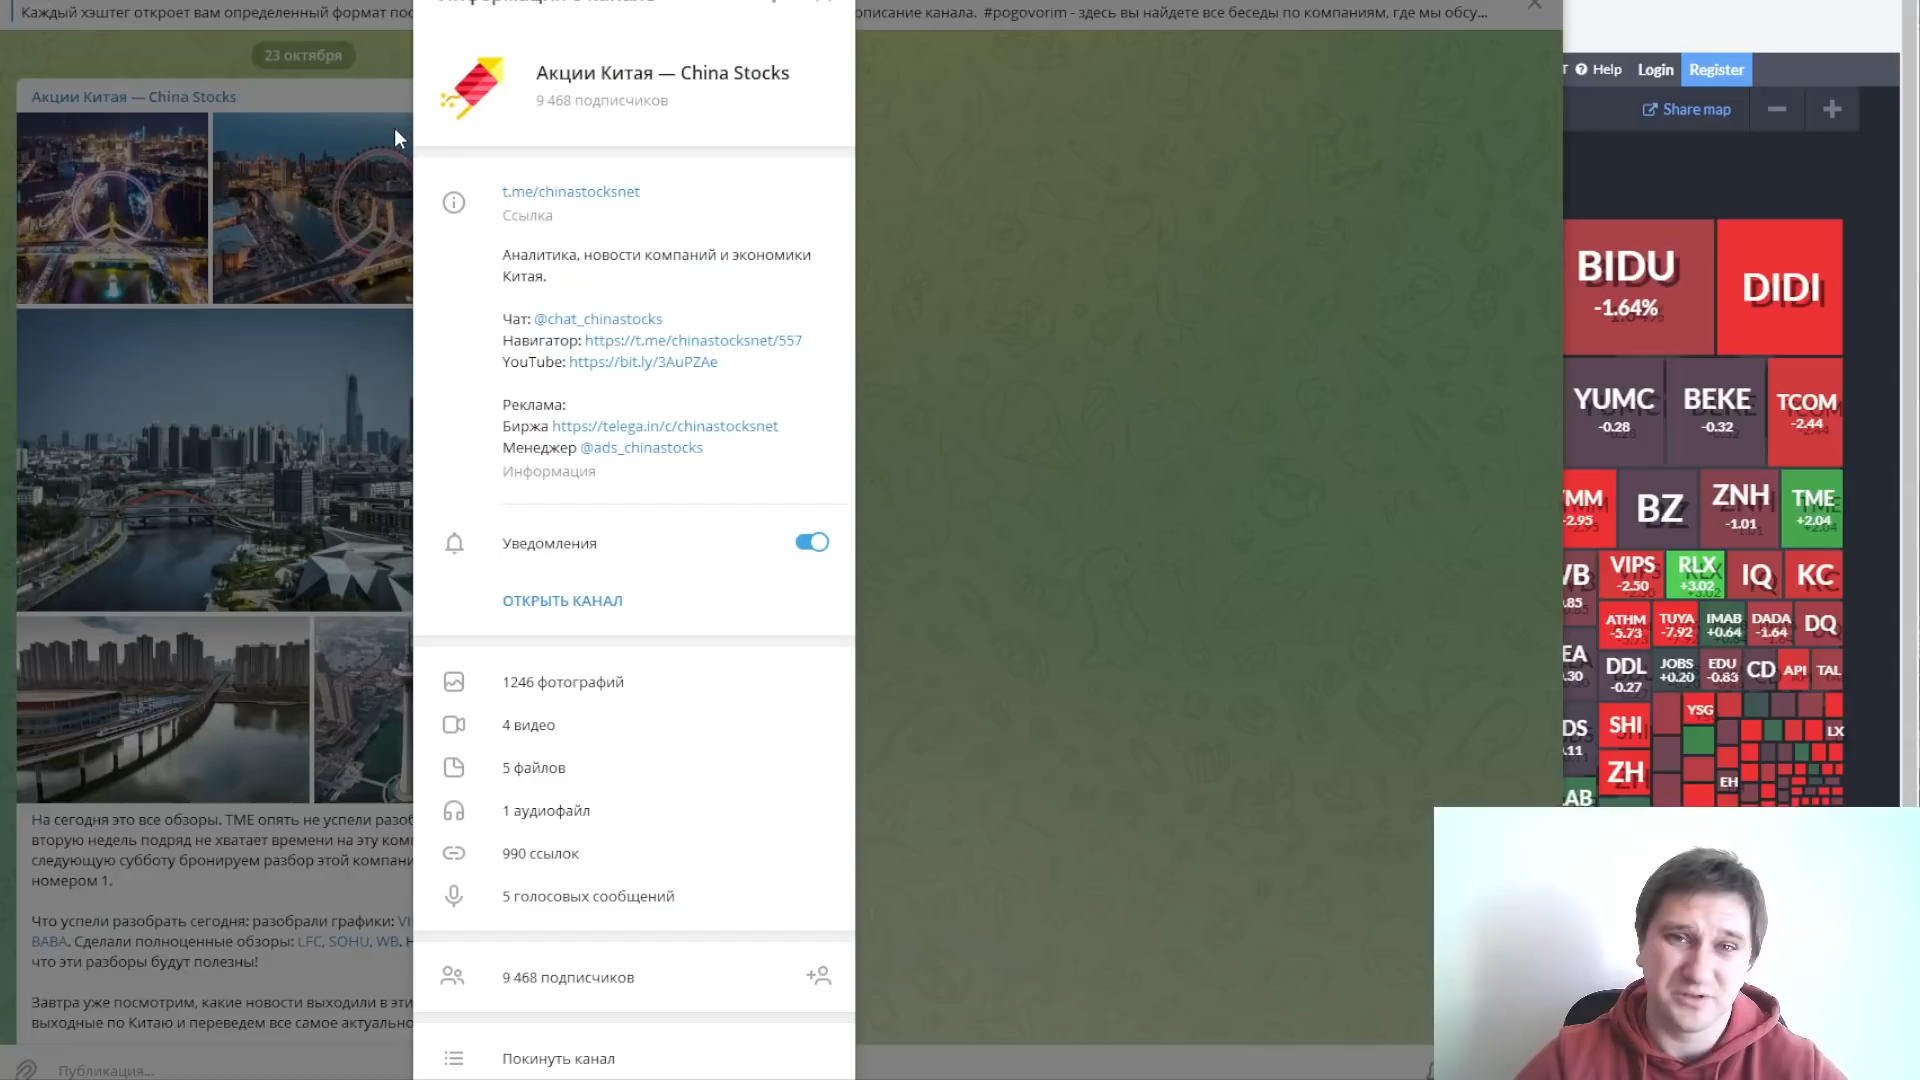 Каждый хэштег откроет вам определенный формат
описание канала. #pogovorim - здесь вы найдете все беседы по компаниям, где мы обсу...
23 октября
Акции Китая — China Stocks
На сегодня это все обзоры. TME опять не успели
вторую недель подряд не хватает времени на эту
следующую субботу бронируем разбор этой
номером 1.
Что успели разобрать сегодня: разобрали графики:
BABA. Сделали полноценные обзоры: LFC, SOHU, WB.
что эти разборы будут полезны!
Завтра уже посмотрим, какие новости выходили в эти
выходные по Китаю и переведем все самое
Публикация...
Акции Китая — China Stocks
9 468 подписчиков
t.me/chinastocksnet
Ссылка
Аналитика, новости компаний и экономики
Китая.
Чат: @chat_chinastocks
Навигатор: https://t.me/chinastocksnet/557
YouTube: https://bit.ly/3AuPZAe
Реклама:
Биржа https://telega.in/c/chinastocksnet
Менеджер @ads_chinastocks
Информация
Уведомления
ОТКРЫТЬ КАНАЛ
1246 фотографий
4 видео
5 файлов
1 аудиофайл
990 ссылок
5 голосовых сообщений
9 468 подписчиков
Покинуть канал
Help Login Register
Share map
BIDU
-1.64%
DIDI
YUMC
-0.28
BEKE
-0.32
TCOM
-2.44
-2.95
BZ
ZNH
-1.01
TME
+2.04
VIPS
-2.50
RLX
+3.02
IQ
KC
ATHM
-5.73
TUYA
-7.92
IMAB
+0.64
DADA
-1.64
DQ
DDL
-0.27
JOBS
+0.20
EDU
-0.83
CD
API
TAL
YSG
SHI
LX
ZH
EH